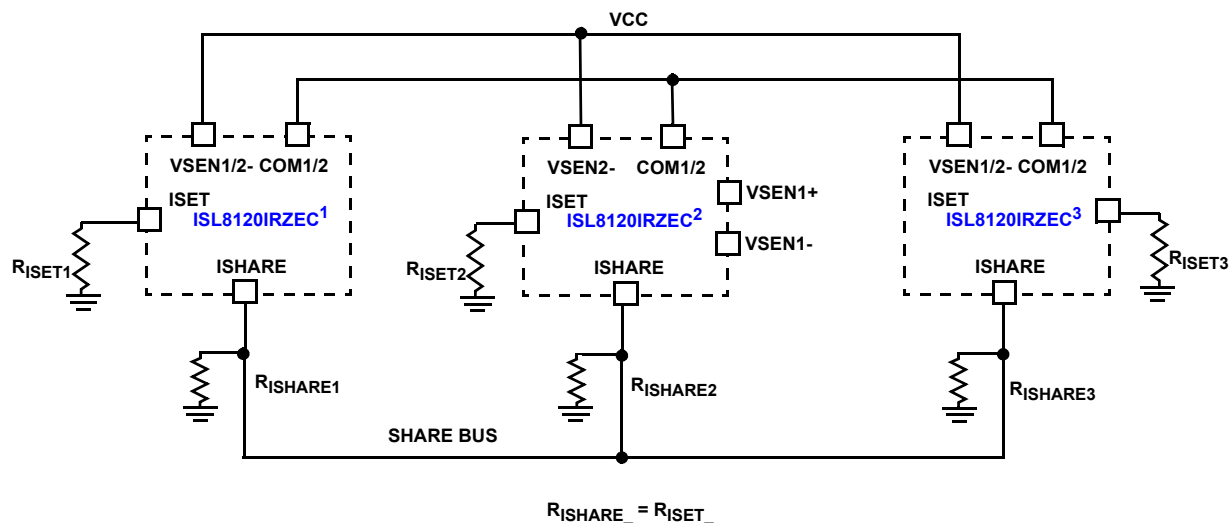 VCC
VSEN1/2- COM1/2
ISET
ISL8120IRZEC1
RISET1
ISHARE
RISHARE1
VSEN2- COM1/2
VSEN1+
ISET
ISL8120IRZEC2
VSEN1-
RISET2
ISHARE
RISHARE2
VSEN1/2- COM1/2
ISET
ISL8120IRZEC3
RISET3
ISHARE
RISHARE3
SHARE BUS
RISHARE_ = RISET_